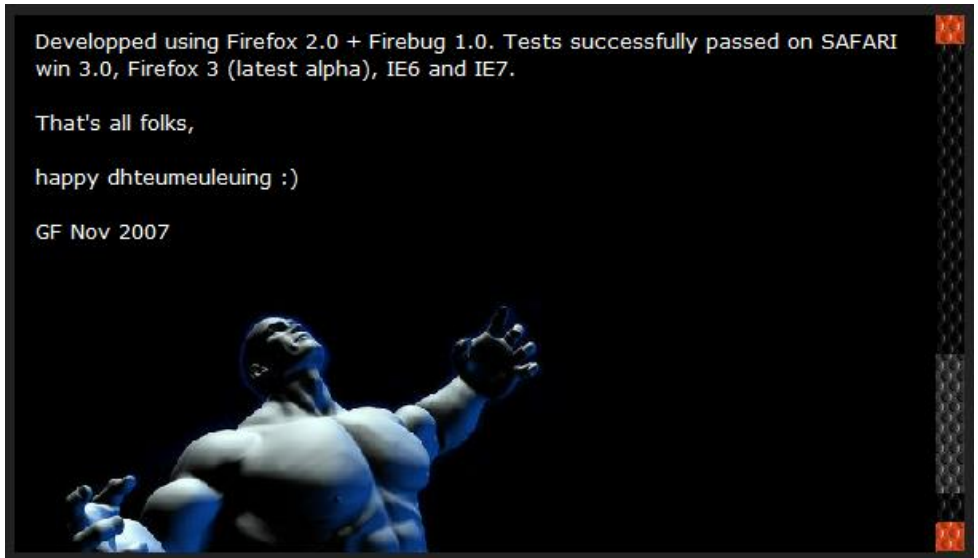 Developped using Firefox 2.0 + Firebug 1.0. Tests successfully passed on SAFARI
win 3.0, Firefox 3 (latest alpha), IE6 and IE7.
That's all folks,
happy dhteumeuleuing :)
GF Nov 2007